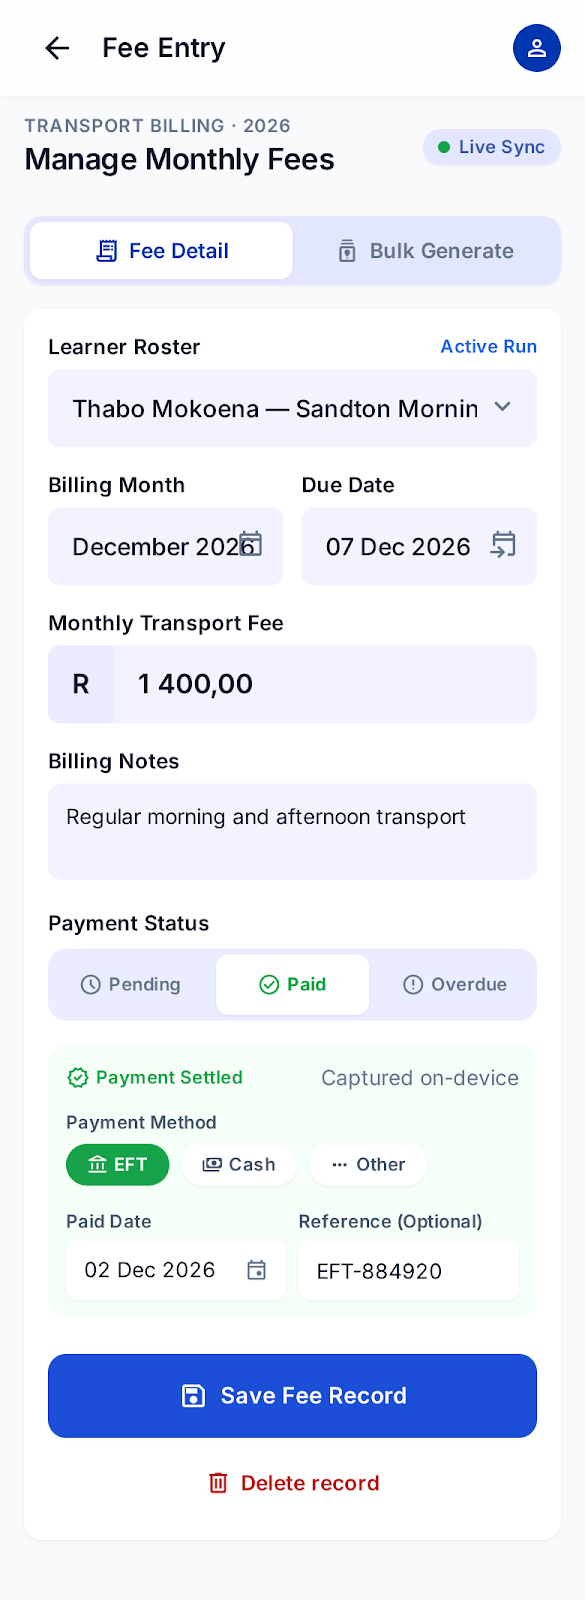 Fee Entry
TRANSPORT BILLING · 2026
Manage Monthly Fees
Live Sync
Fee Detail
Bulk Generate
Learner Roster
Active Run
Thabo Mokoena — Sandton Mornin
Billing Month
Due Date
December 2026
07 Dec 2026
Monthly Transport Fee
R
1 400,00
Billing Notes
Regular morning and afternoon transport
Payment Status
Pending
Paid
Overdue
Payment Settled
Captured on-device
Payment Method
EFT
Cash
Other
Paid Date
Reference (Optional)
02 Dec 2026
EFT-884920
Save Fee Record
Delete record